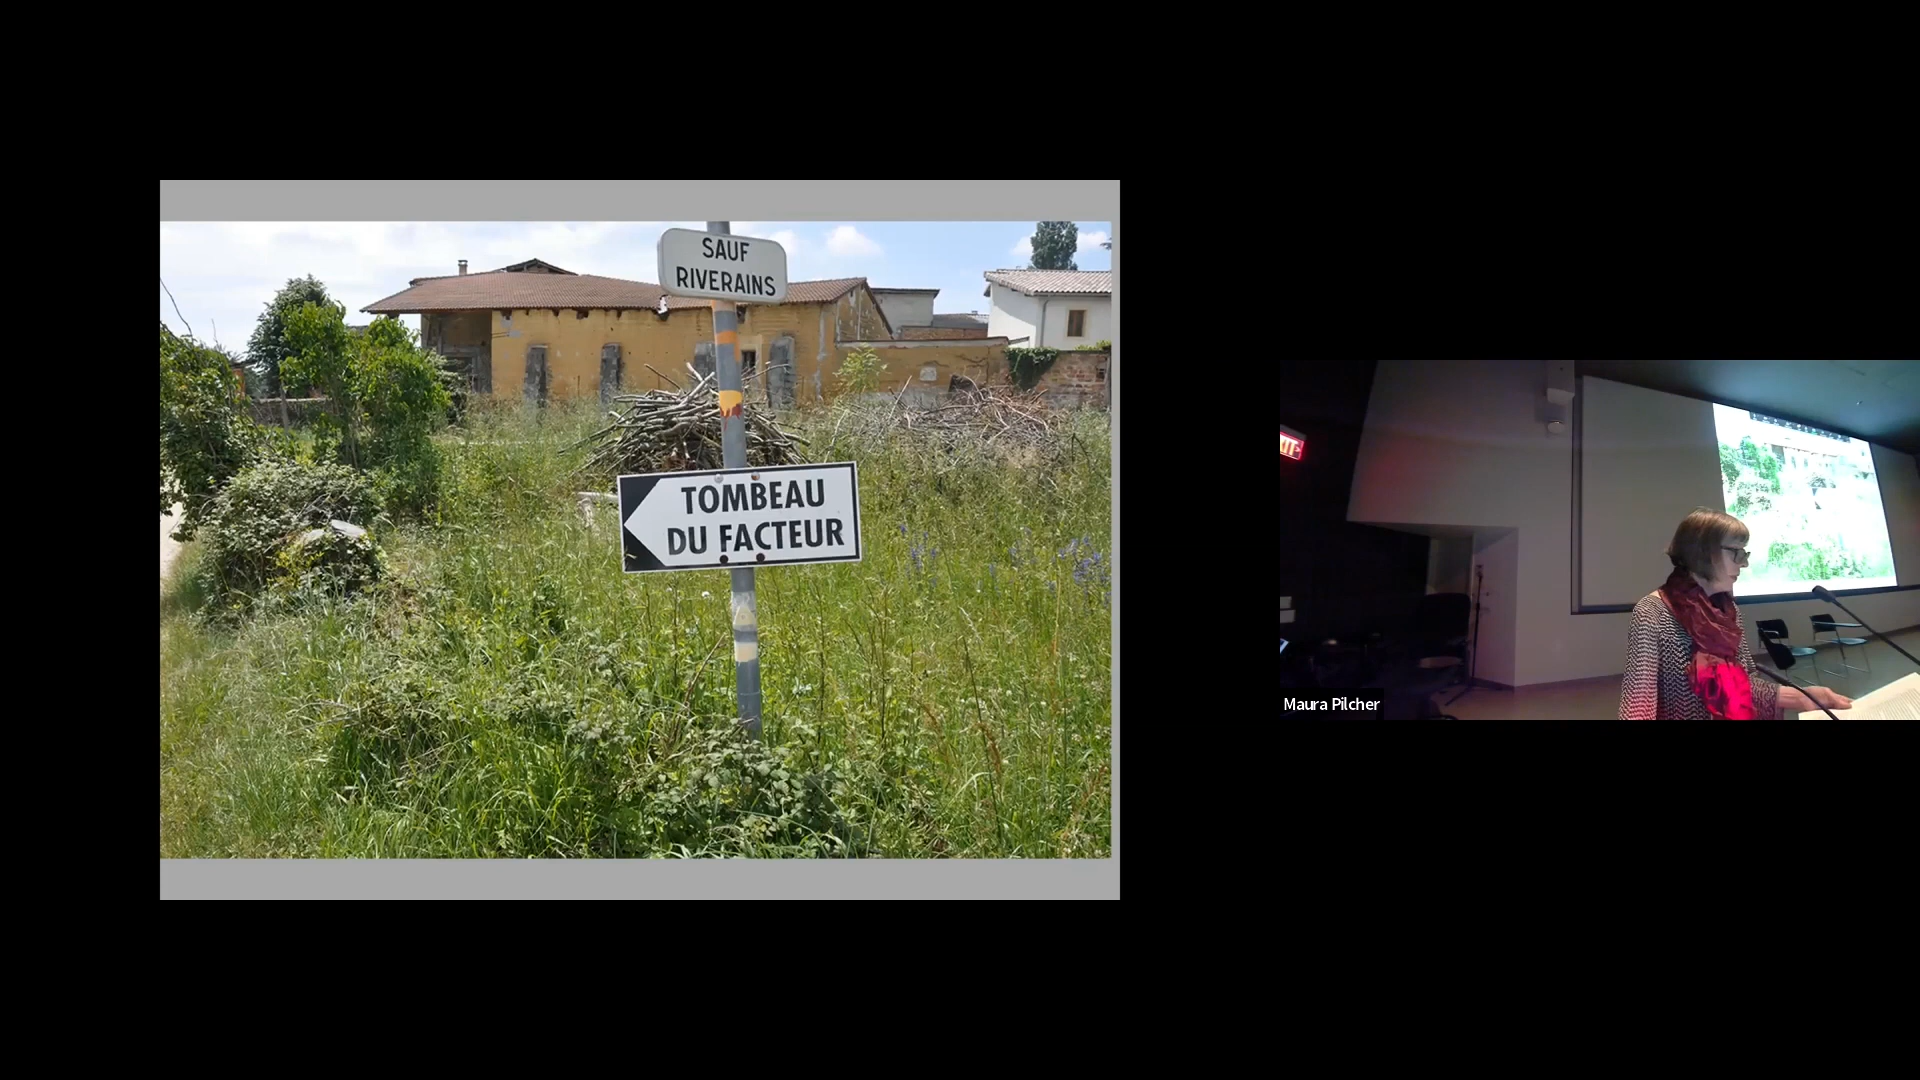 SAUF
RIVERAINS
TOMBEAU
DU FACTEUR
Maura Pilcher